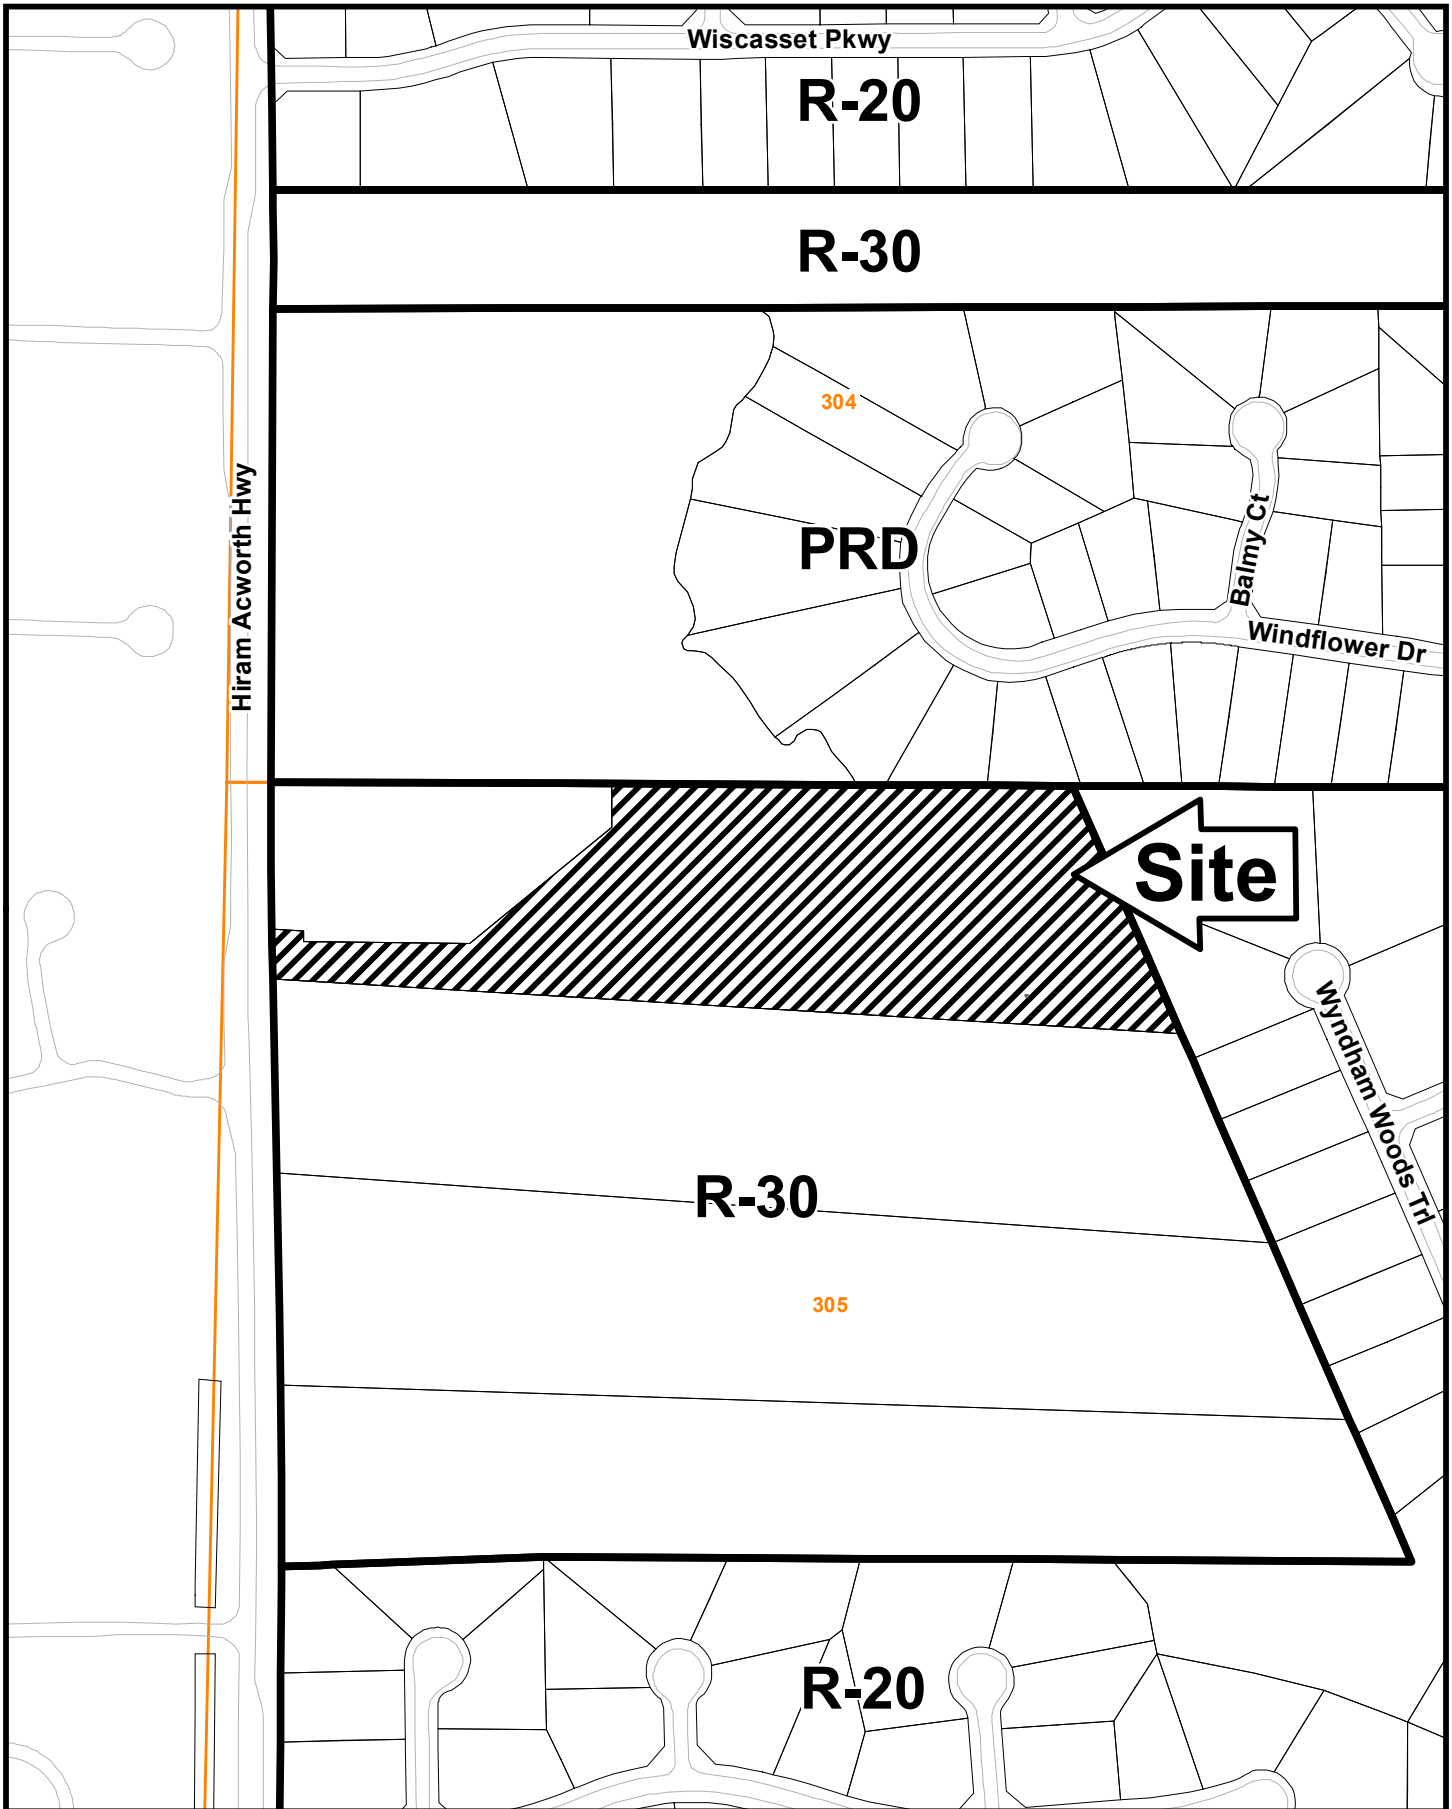 Wiscasset Pkwy
R-20
R-30
304
Hiram Acworth Hwy
PRD
Balmy Ct
Windflower Dr
Site
Wyndham Woods Trl
R-30
305
R-20